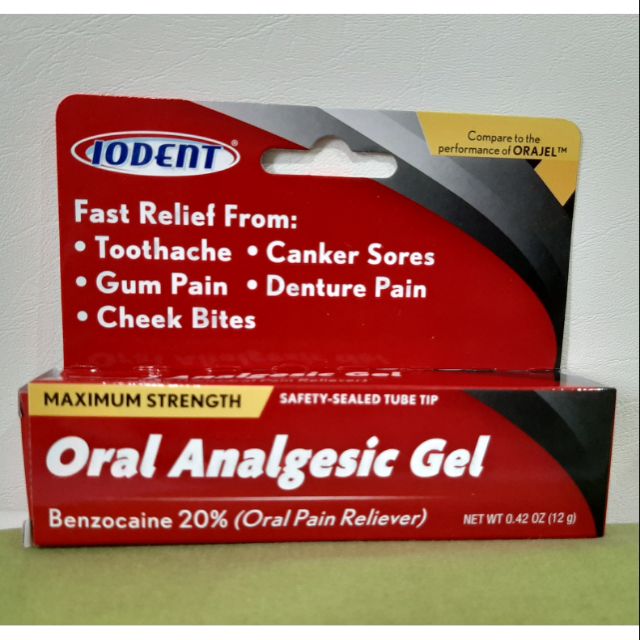 IODENT®
Compare to the
performance of ORAJEL™
Fast Relief From:
• Toothache • Canker Sores
• Gum Pain • Denture Pain
• Cheek Bites
MAXIMUM STRENGTH
SAFETY-SEALED TUBE TIP
Oral Analgesic Gel
Benzocaine 20% (Oral Pain Reliever)
NET WT 0.42 OZ (12 g)